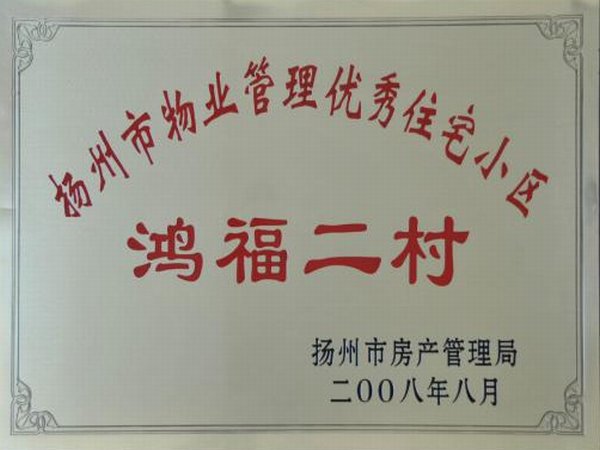 扬州市物业管理优秀住宅小区
鸿福二村
扬州市房产管理局
二〇〇八年八月